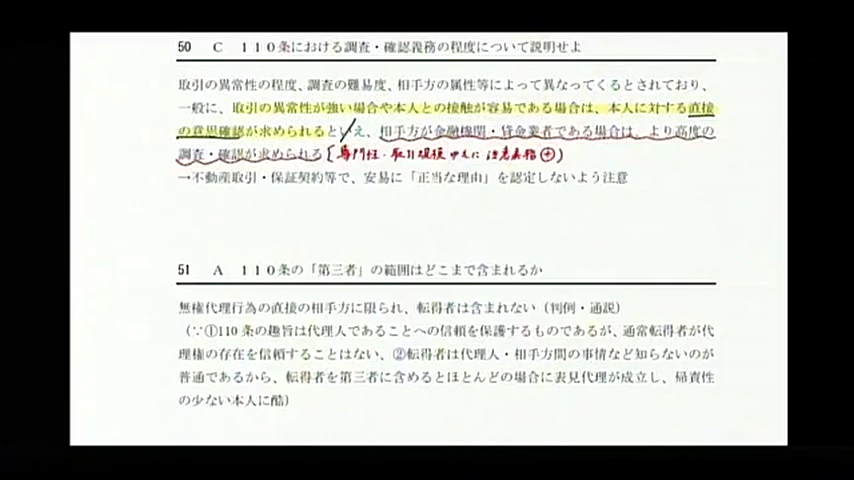 50　C　110条における調査・確認義務の程度について説明せよ
取引の異常性の程度、調査の難易度、相手方の属性等によって異なってくるとされており、
一般に、取引の異常性が強い場合や本人との接触が容易である場合は、本人に対する直接
の意思確認が求められるといえ、相手方が金融機関・貸金業者である場合は、より高度の
調査・確認が求められる(専門性・取引規模ゆえに注意義務⊕)
→不動産取引・保証契約等で、安易に「正当な理由」を認定しないよう注意
51　A　110条の「第三者」の範囲はどこまで含まれるか
無権代理行為の直接の相手方に限られ、転得者は含まれない（判例・通説）
（∵①110条の趣旨は代理人であることへの信頼を保護するものであるが、通常転得者が代
理権の存在を信頼することはない、②転得者は代理人・相手方間の事情など知らないのが
普通であるから、転得者を第三者に含めるとほとんどの場合に表見代理が成立し、帰責性
の少ない本人に酷）